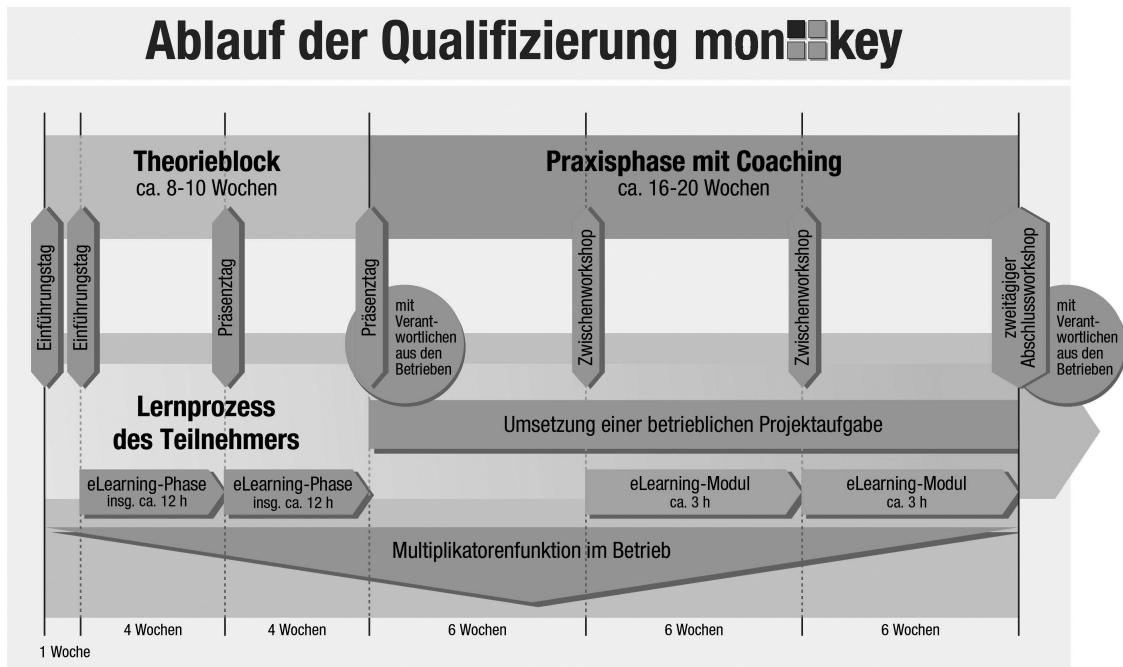 Ablauf der Qualifizierung monkey
Theorieblock
ca. 8-10 Wochen
Praxisphase mit Coaching
ca. 16-20 Wochen
Einführungstag
Einführungstag
Präsenztag
Präsenztag
mit
Verant-
wortlichen
aus den
Betrieben
Zwischenworkshop
Zwischenworkshop
zweitägiger
Abschlussworkshop
mit
Verant-
wortlichen
aus den
Betrieben
Lernprozess
des Teilnehmers
Umsetzung einer betrieblichen Projektaufgabe
eLearning-Phase
insg. ca. 12 h
eLearning-Phase
insg. ca. 12 h
eLearning-Modul
ca. 3 h
eLearning-Modul
ca. 3 h
Multiplikatorenfunktion im Betrieb
1 Woche
4 Wochen
4 Wochen
6 Wochen
6 Wochen
6 Wochen